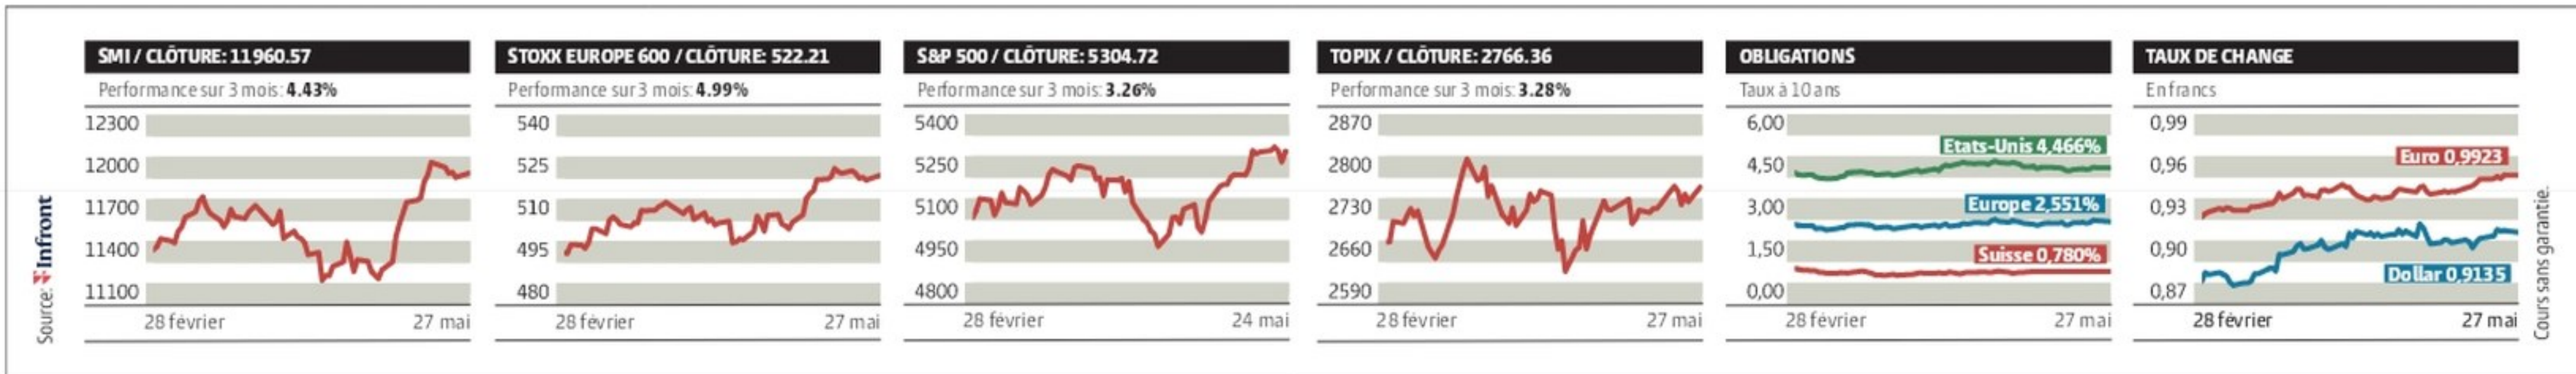 SMI / CLÔTURE: 11960.57
Performance sur 3 mois: 4.43%
12300
12000
11700
11400
11100
28 février 27 mai
STOXX EUROPE 600 / CLÔTURE: 522.21
Performance sur 3 mois: 4.99%
540
525
510
495
480
28 février 27 mai
S&P 500 / CLÔTURE: 5304.72
Performance sur 3 mois: 3.26%
5400
5250
5100
4950
4800
28 février 24 mai
TOPIX / CLÔTURE: 2766.36
Performance sur 3 mois: 3.28%
2870
2800
2730
2660
2590
28 février 27 mai
OBLIGATIONS
Taux à 10 ans
6,00
4,50
3,00
1,50
0,00
Etats-Unis 4,466%
Europe 2,551%
Suisse 0,780%
28 février 27 mai
TAUX DE CHANGE
En francs
0,99
0,96
0,93
0,90
0,87
Euro 0,9923
Dollar 0,9135
28 février 27 mai
Source: Infront
Cours sans garantie.